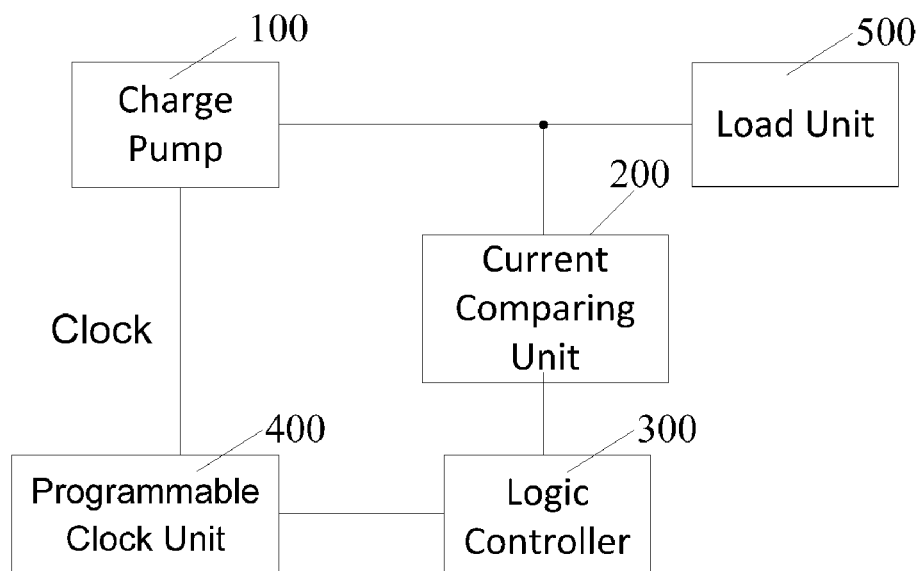 100
Charge
Pump
500
Load Unit
200
Current
Comparing
Unit
Clock
400
Programmable
Clock Unit
300
Logic
Controller